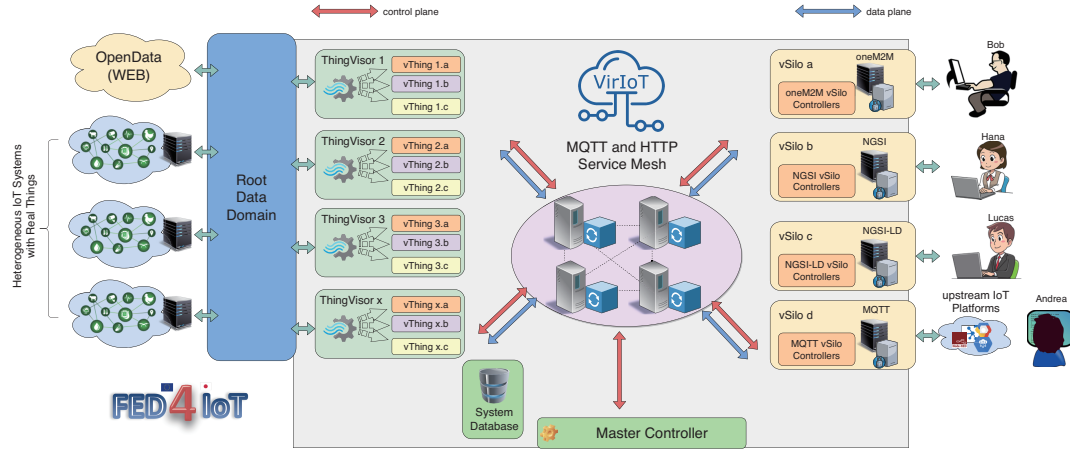 control plane
data plane
OpenData
(WEB)
Heterogeneous IoT Systems
with Real Things
Root
Data
Domain
ThingVisor 1
vThing 1.a
vThing 1.b
vThing 1.c
ThingVisor 2
vThing 2.a
vThing 2.b
vThing 2.c
ThingVisor 3
vThing 3.a
vThing 3.b
vThing 3.c
ThingVisor x
vThing x.a
vThing x.b
vThing x.c
VirIoT
MQTT and HTTP
Service Mesh
System
Database
Master Controller
vSilo a
oneM2M
oneM2M vSilo
Controllers
Bob
vSilo b
NGSI
NGSI vSilo
Controllers
Hana
vSilo c
NGSI-LD
NGSI-LD vSilo
Controllers
Lucas
vSilo d
MQTT
MQTT vSilo
Controllers
upstream IoT
Platforms
Andrea
FED4IoT